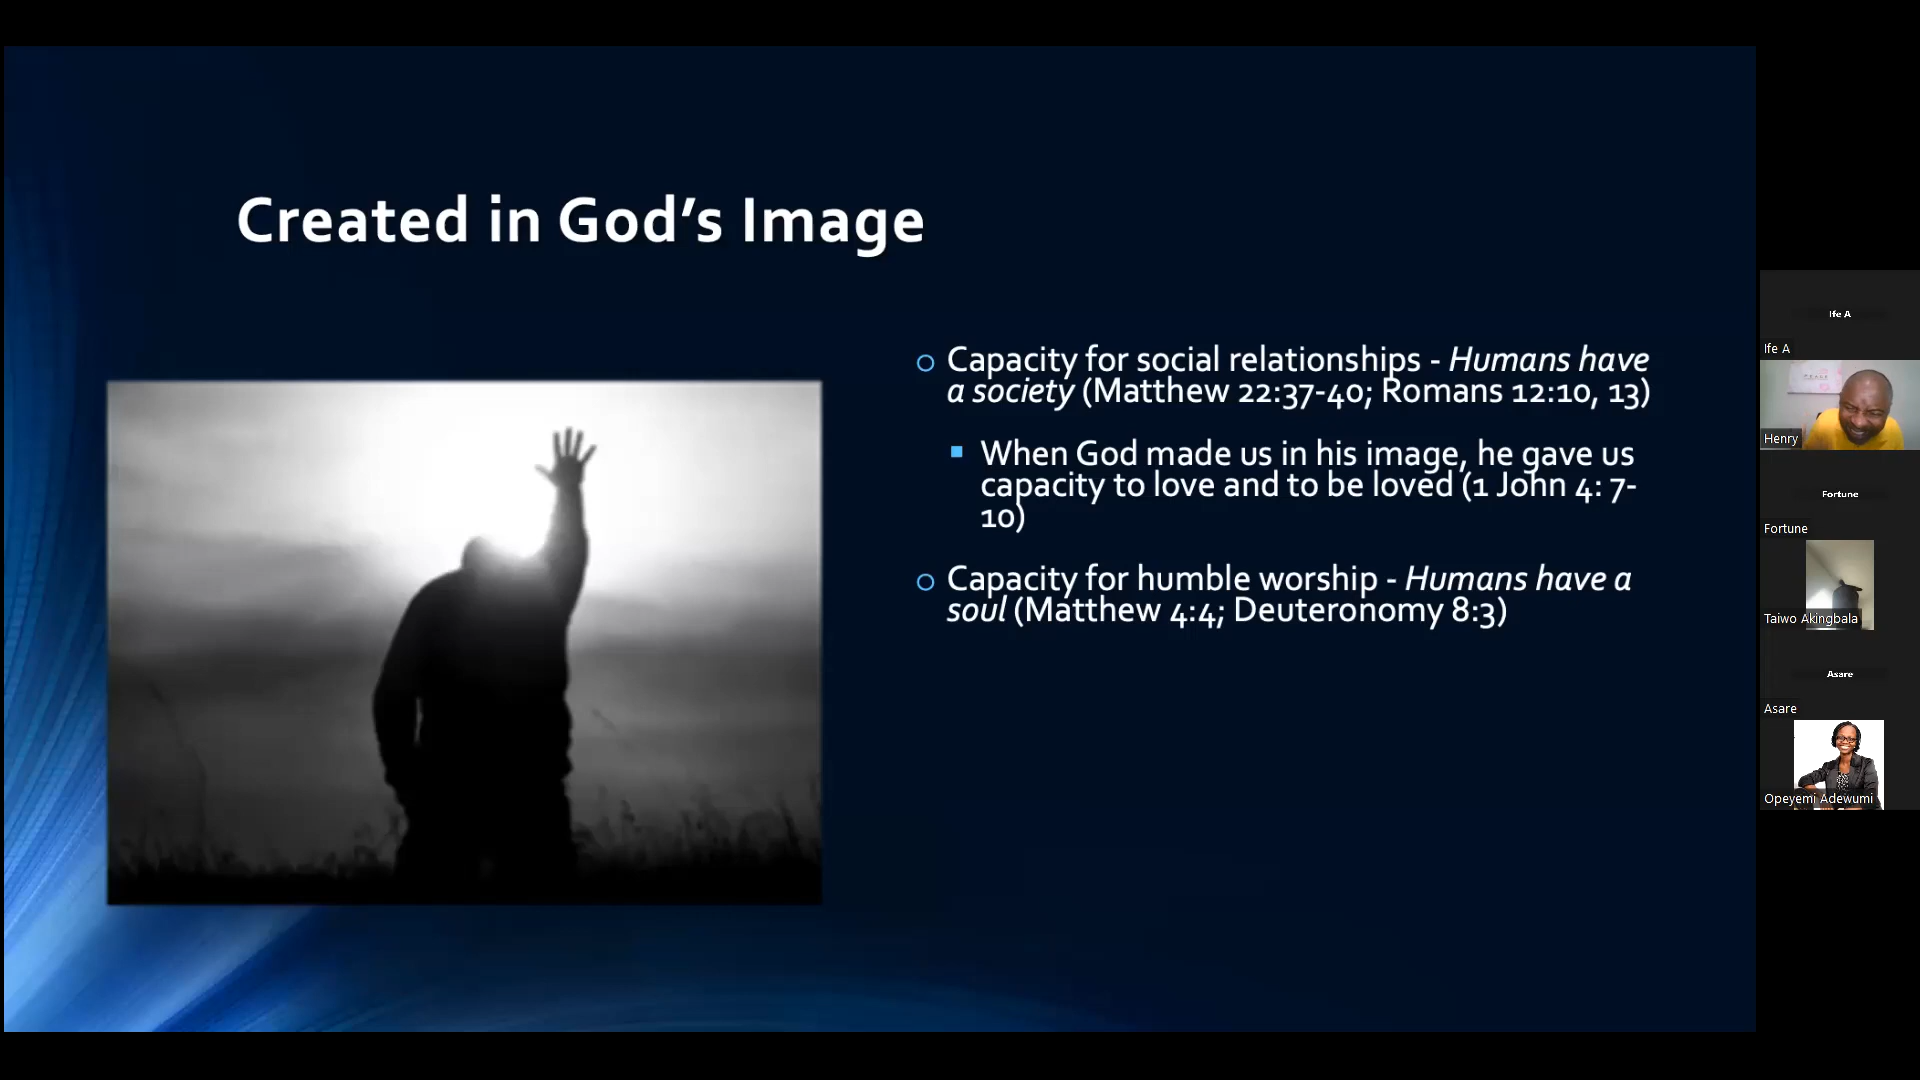 Created in God’s Image
o Capacity for social relationships - Humans have
a society (Matthew 22:37-40; Romans 12:10, 13)
▪ When God made us in his image, he gave us
capacity to love and to be loved (1 John 4: 7-
10)
o Capacity for humble worship - Humans have a
soul (Matthew 4:4; Deuteronomy 8:3)
Ife A
Ife A
Henry
Fortune
Fortune
Taiwo Akingbala
Asare
Asare
Opeyemi Adewumi